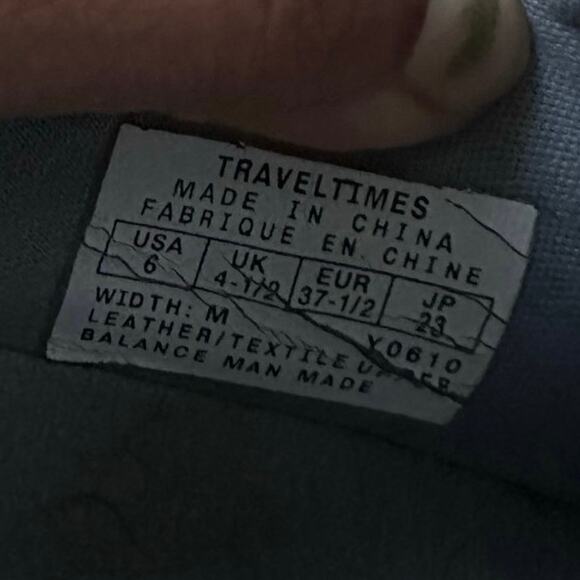 TRAVELTIMES
MADE IN CHINA
FABRIQUE EN CHINE
USA UK EUR JP
6 4-1/2 37-1/2 23
WIDTH: M Y0610
LEATHER/TEXTILE
BALANCE MAN MADE